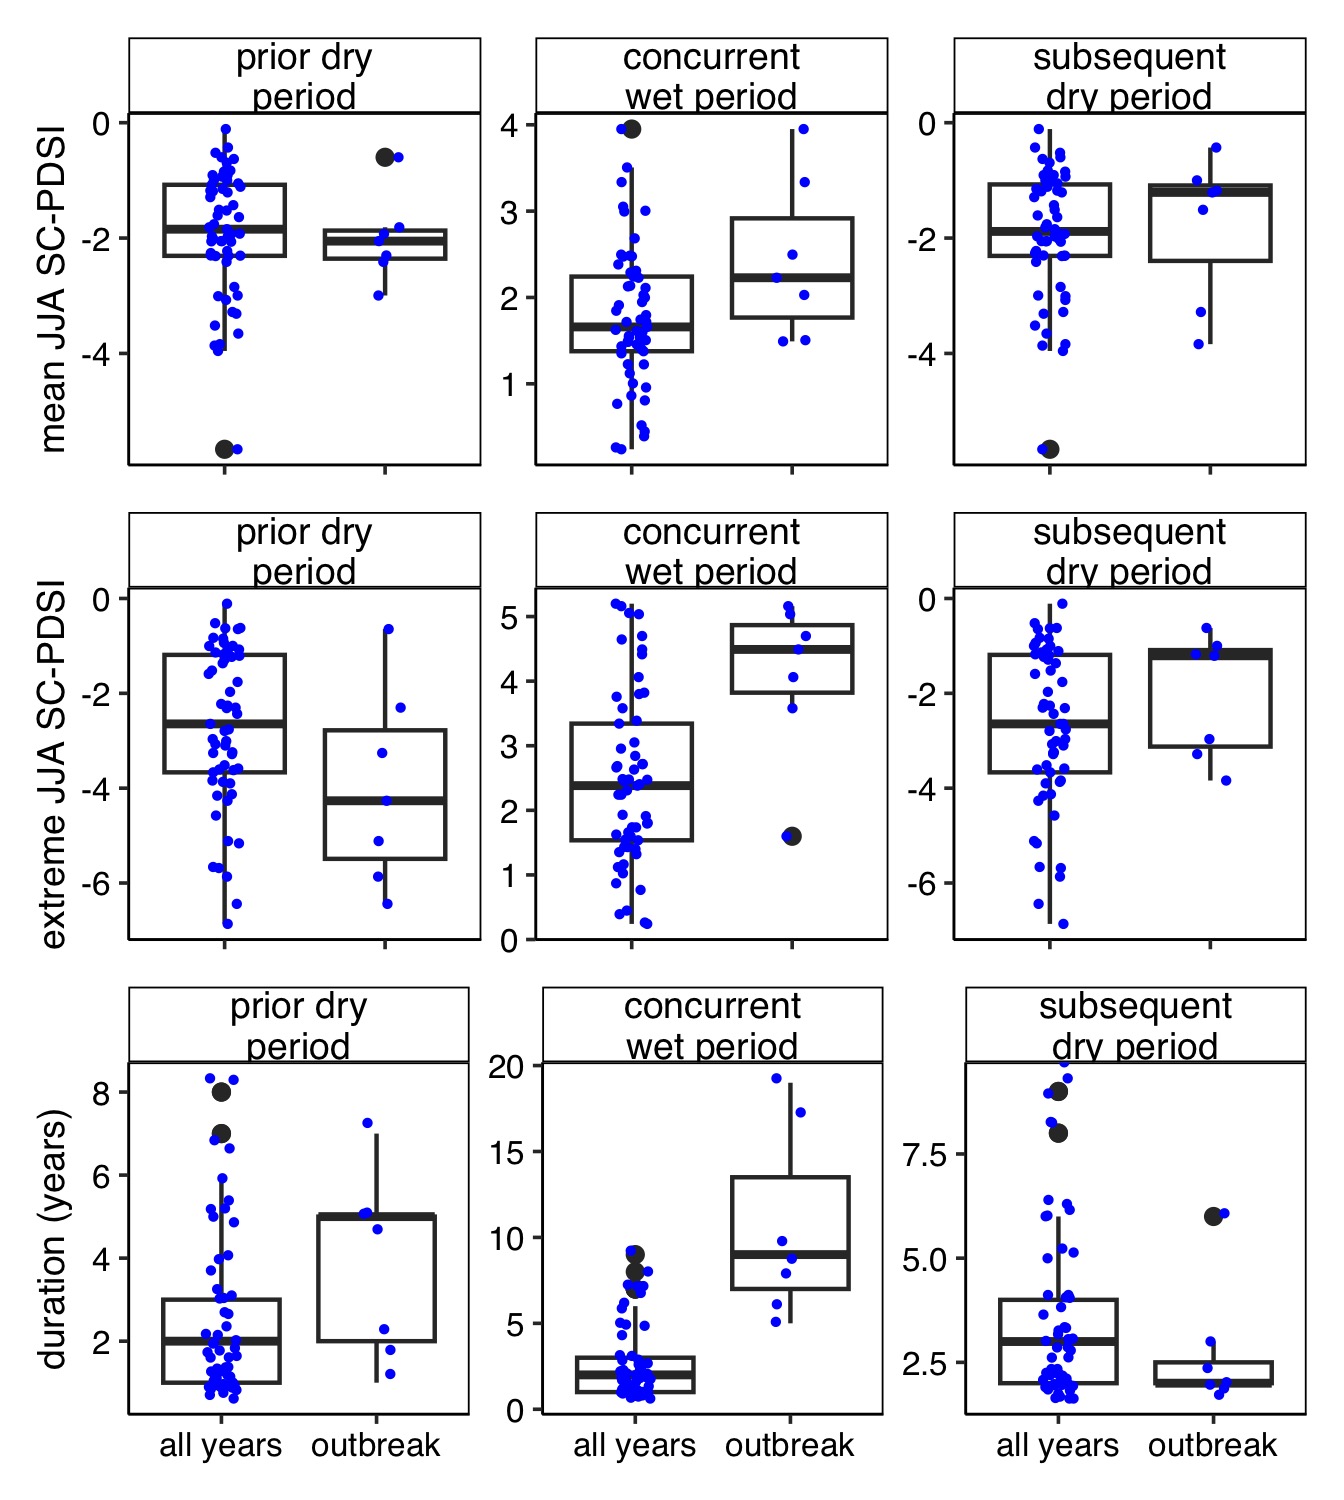 prior dry
period
concurrent
wet period
subsequent
dry period
mean JJA SC-PDSI
0
-2
-4
4
3
2
1
0
-2
-4
prior dry
period
concurrent
wet period
subsequent
dry period
extreme JJA SC-PDSI
0
-2
-4
-6
5
4
3
2
1
0
0
-2
-4
-6
prior dry
period
concurrent
wet period
subsequent
dry period
duration (years)
8
6
4
2
20
15
10
5
0
7.5
5.0
2.5
all years outbreak all years outbreak all years outbreak